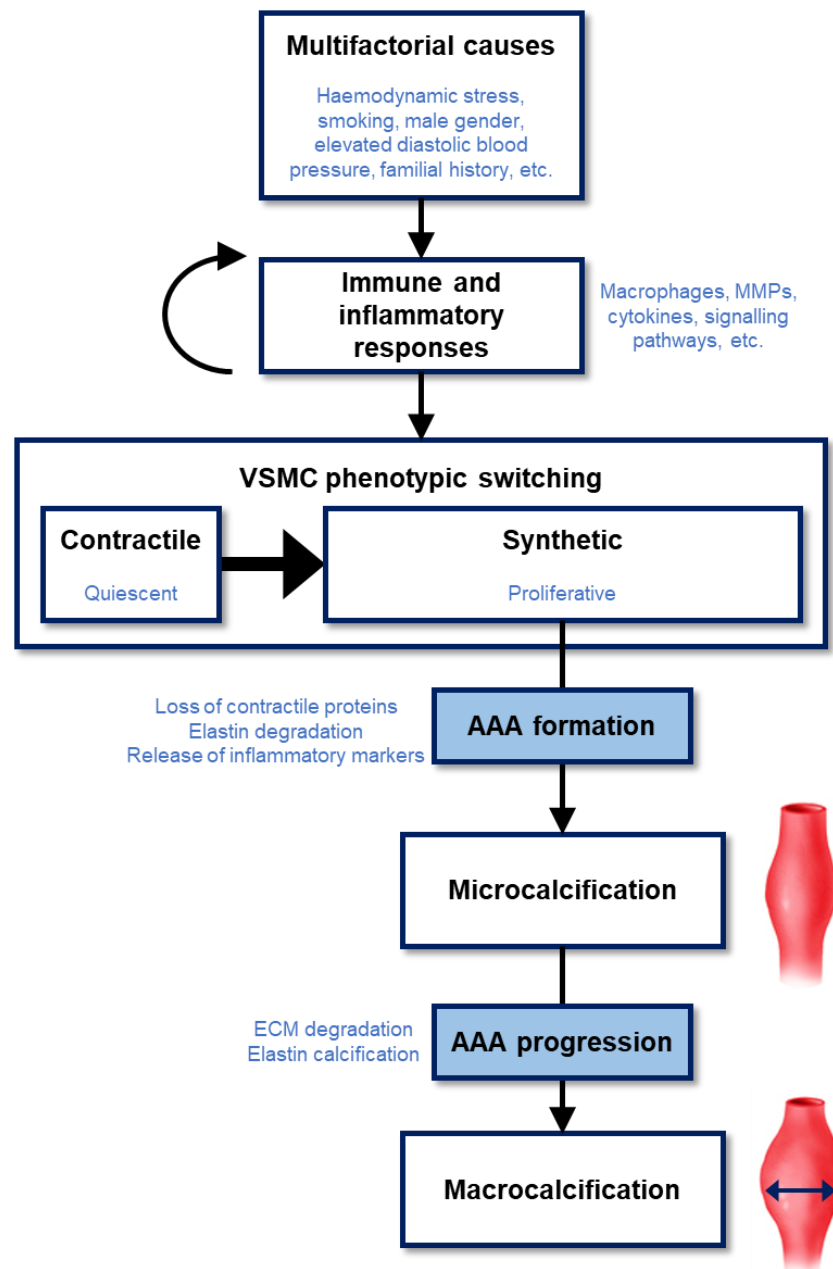 Multifactorial causes
Haemodynamic stress,
smoking, male gender,
elevated diastolic blood
pressure, familial history, etc.
Immune and
inflammatory
responses
Macrophages, MMPs,
cytokines, signalling
pathways, etc.
VSMC phenotypic switching
Contractile
Quiescent
Synthetic
Proliferative
Loss of contractile proteins
Elastin degradation
Release of inflammatory markers
AAA formation
Microcalcification
ECM degradation
Elastin calcification
AAA progression
Macrocalcification